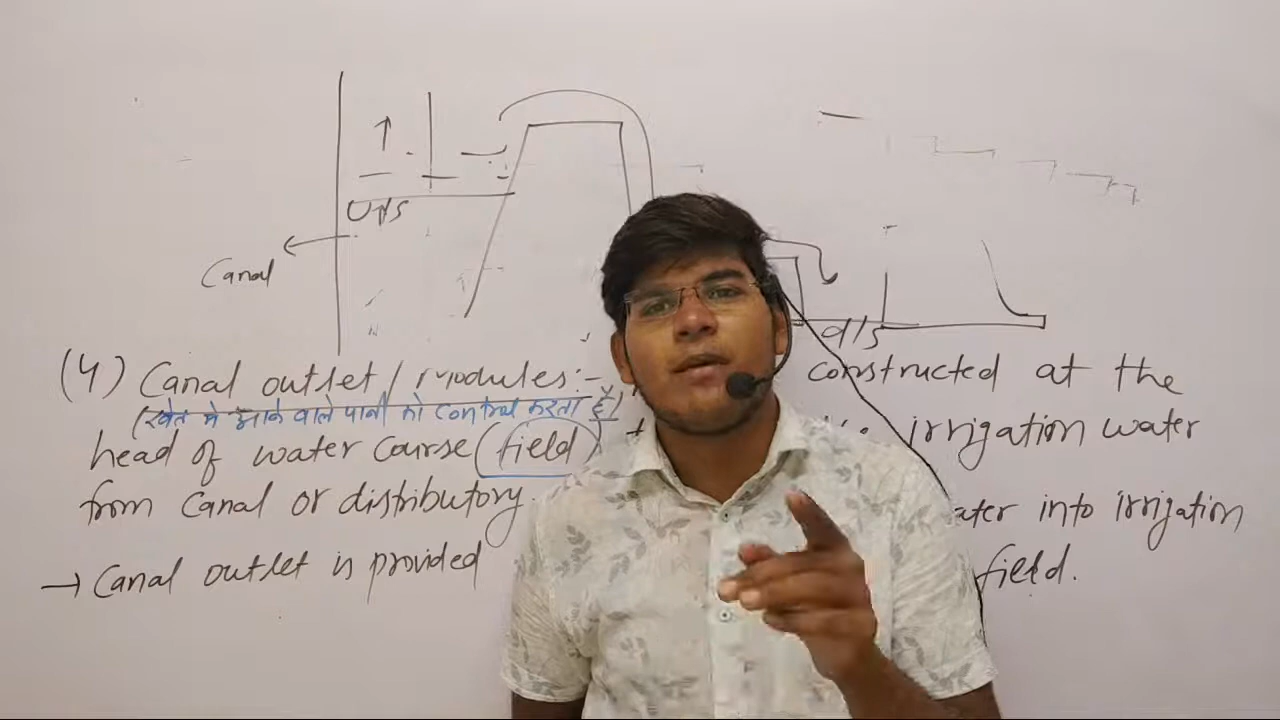 U/s
Canal
d/s
(4) Canal outlet / Modules :- constructed at the
(खेत मे आने वाले पानी को control करता है)
head of water course (field) irrigation water
from canal or distributory. water into irrigation
→ Canal outlet is provided field.